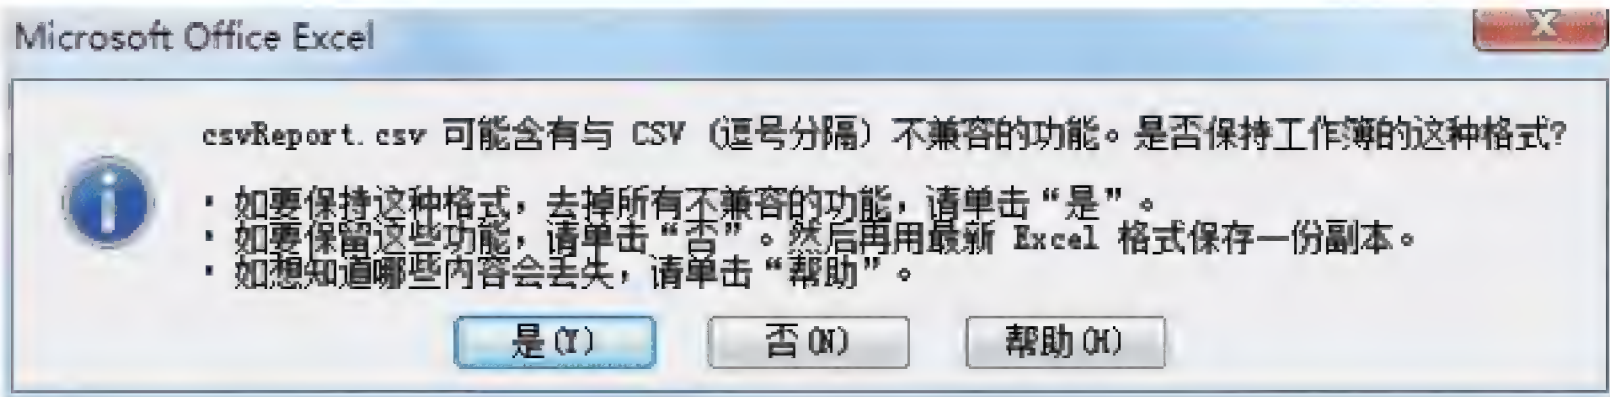 Microsoft Office Excel
csvReport.csv 可能含有与 CSV（逗号分隔）不兼容的功能。是否保持工作簿的这种格式?
· 如要保持这种格式，去掉所有不兼容的功能，请单击“是”。
· 如要保留这些功能，请单击“否”。然后再用最新 Excel 格式保存一份副本。
· 如想知道哪些内容会丢失，请单击“帮助”。
是(Y) 否(N) 帮助(H)